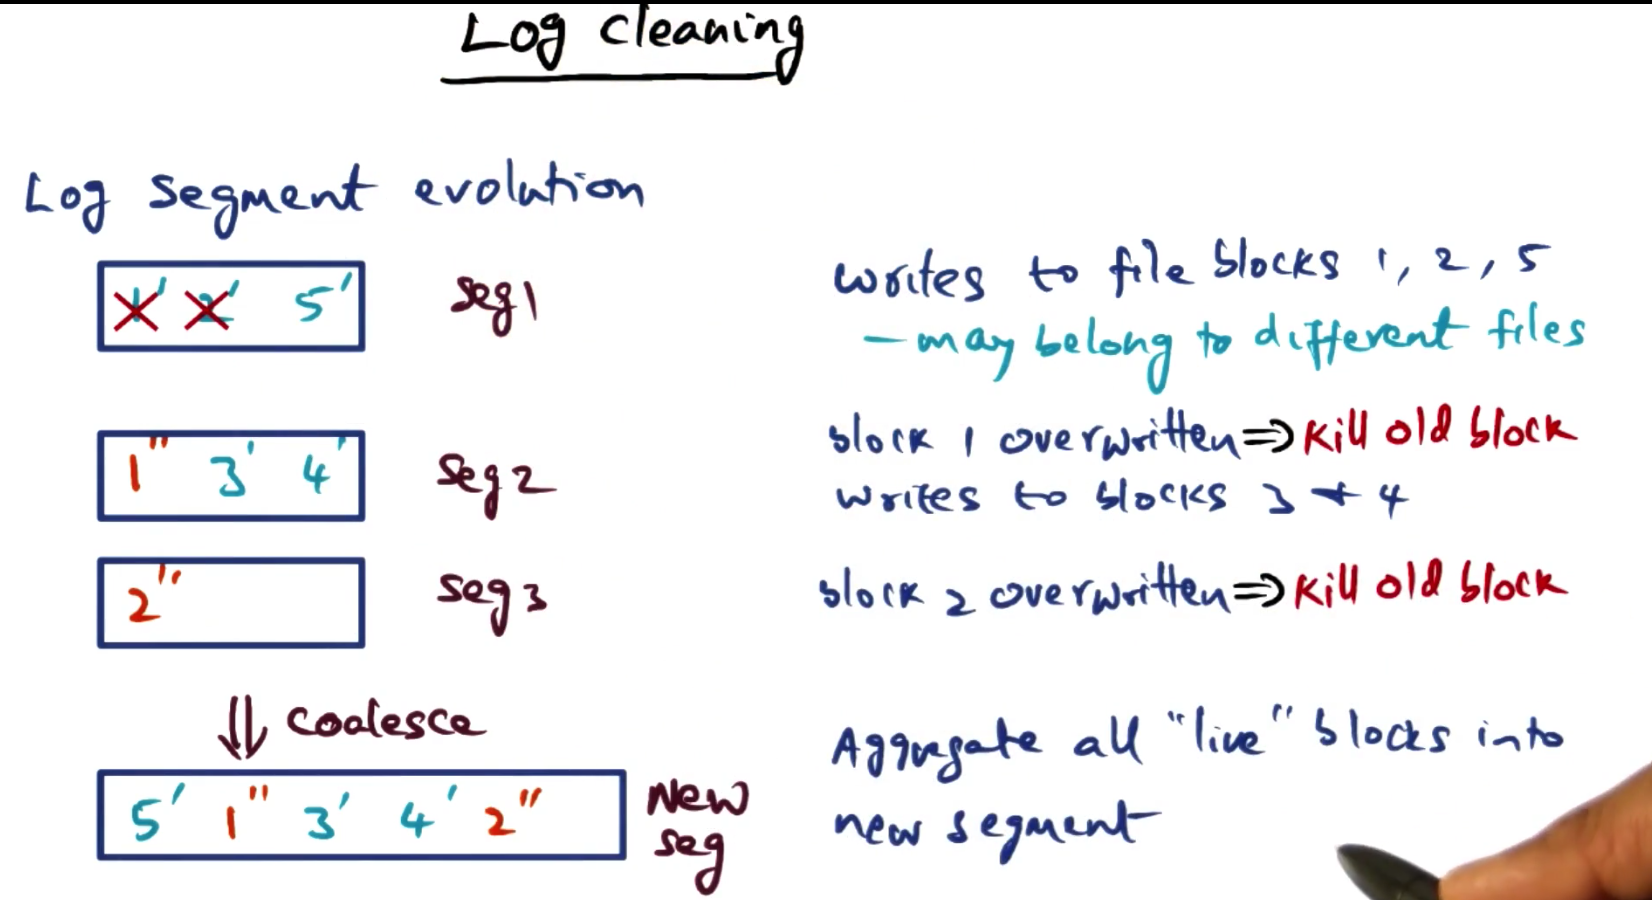 Log cleaning
Log segment evolution
1' 2' 5'
seg1
writes to file blocks 1, 2, 5
– may belong to different files
1" 3' 4'
seg2
block 1 overwritten ⇒ kill old block
writes to blocks 3 + 4
2"
seg3
block 2 overwritten ⇒ kill old block
⇓ coalesce
5' 1" 3' 4' 2"
New
seg
Aggregate all "live" blocks into
new segment